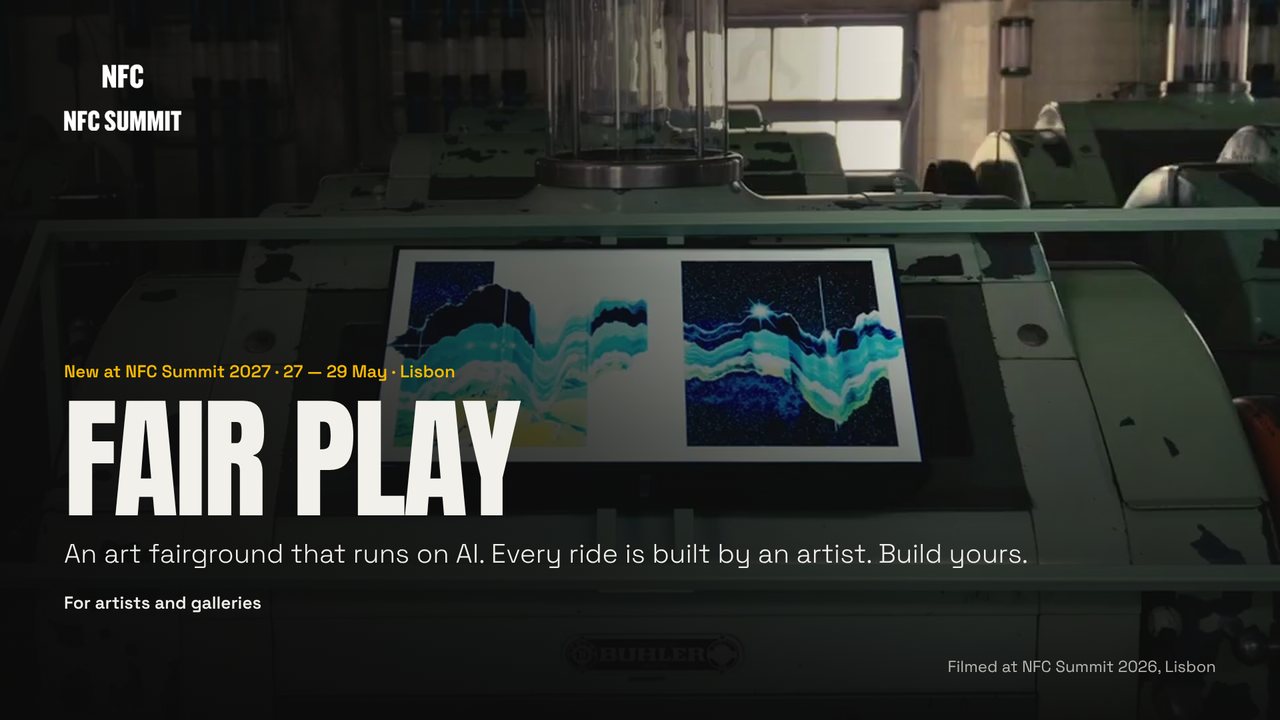 NFC
NFC SUMMIT
New at NFC Summit 2027 · 27 — 29 May · Lisbon
FAIR PLAY
An art fairground that runs on AI. Every ride is built by an artist. Build yours.
For artists and galleries
BUHLER
Filmed at NFC Summit 2026, Lisbon